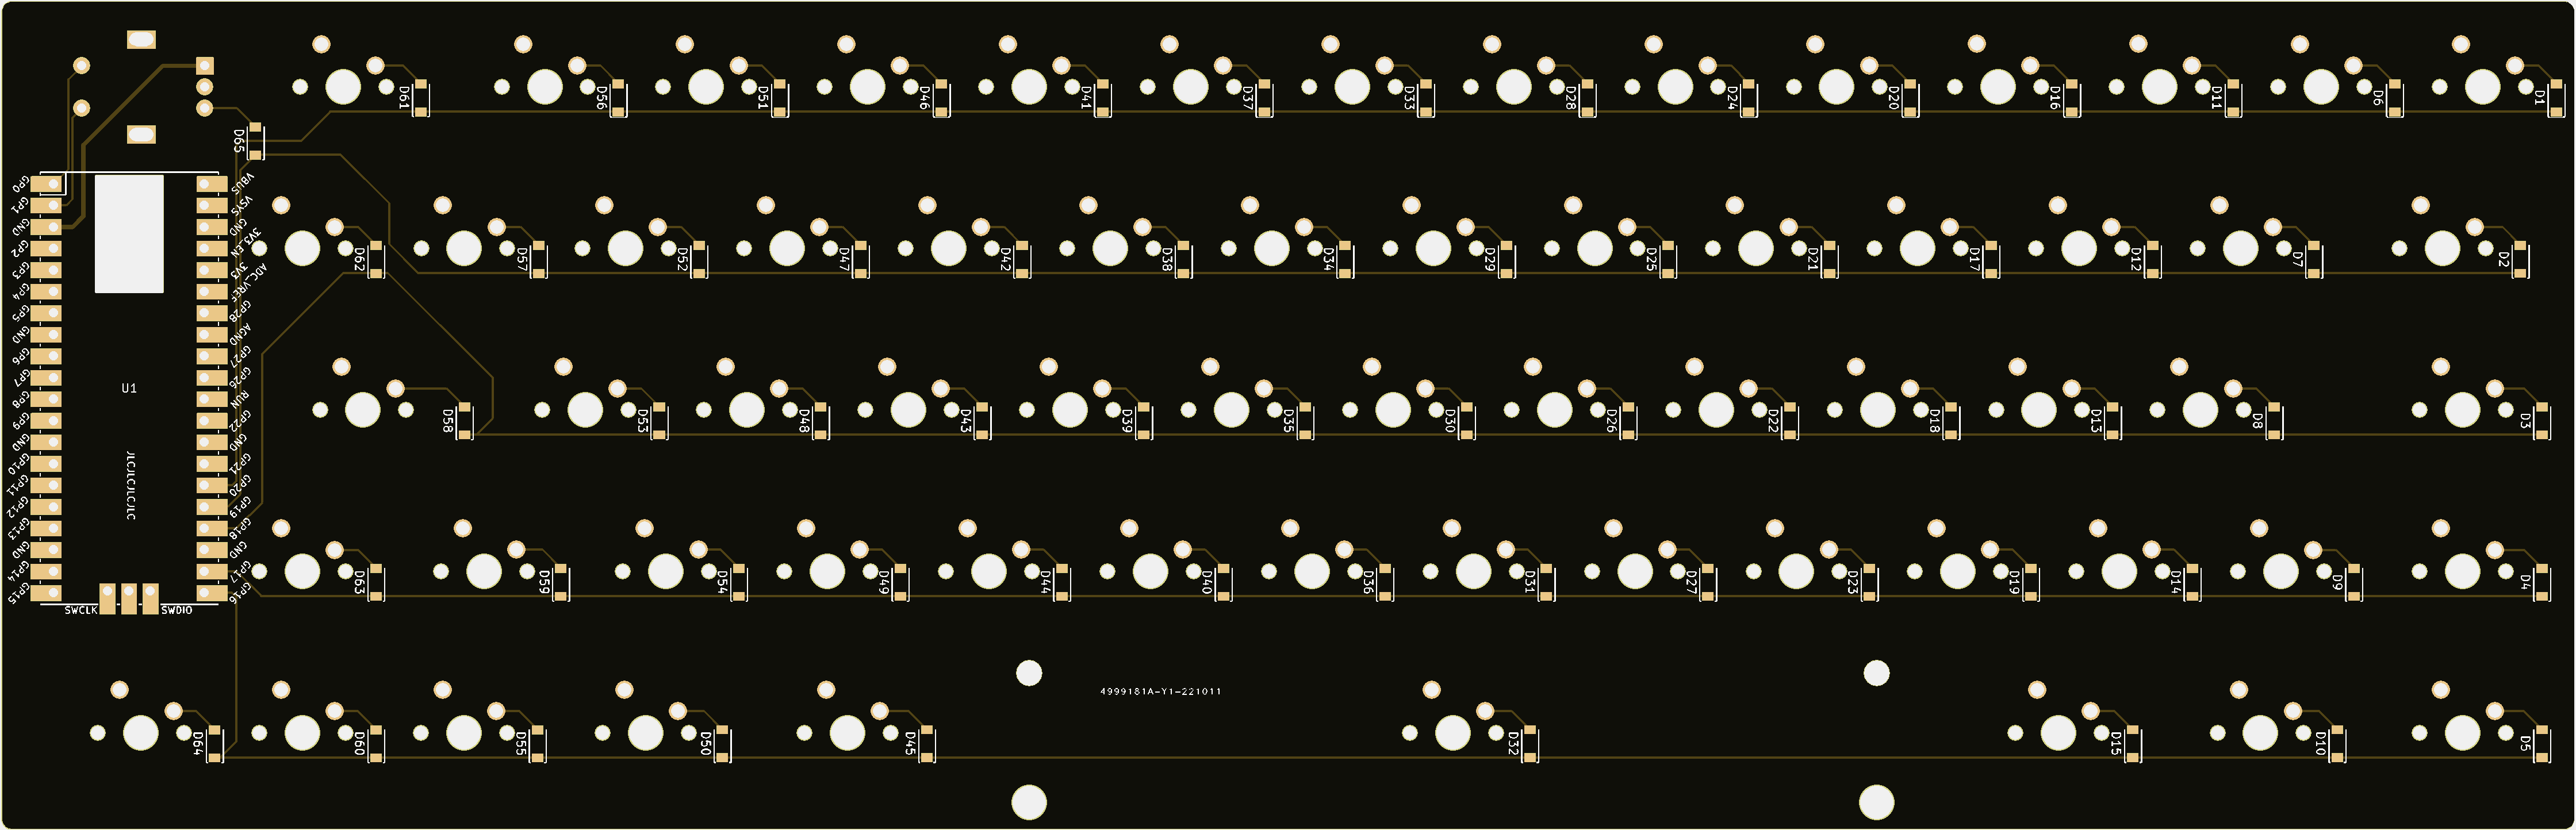 D61 D56 D51 D46 D41 D37 D33 D28 D24 D20 D16 D11 D6 D1
D65
GP0 VBUS
GP1 VSYS
GND GND
GP2 3V3_EN
GP3 3V3
GP4 ADC_VREF
GP5 GP28
GND AGND
GP6 GP27
GP7 GP26
GP8 RUN
GP9 GP22
GND GND
GP10 GP21
GP11 GP20
GP12 GP19
GP13 GP18
GND GND
GP14 GP17
GP15 GP16
U1
JLCJLCJLCJLC
SWCLK SWDIO
D62 D57 D52 D47 D42 D38 D34 D29 D25 D21 D17 D12 D7 D2
D58 D53 D48 D43 D39 D35 D30 D26 D22 D18 D13 D8 D3
D63 D59 D54 D49 D44 D40 D36 D31 D27 D23 D19 D14 D9 D4
4999181A-Y1-221011
D64 D60 D55 D50 D45 D32 D15 D10 D5